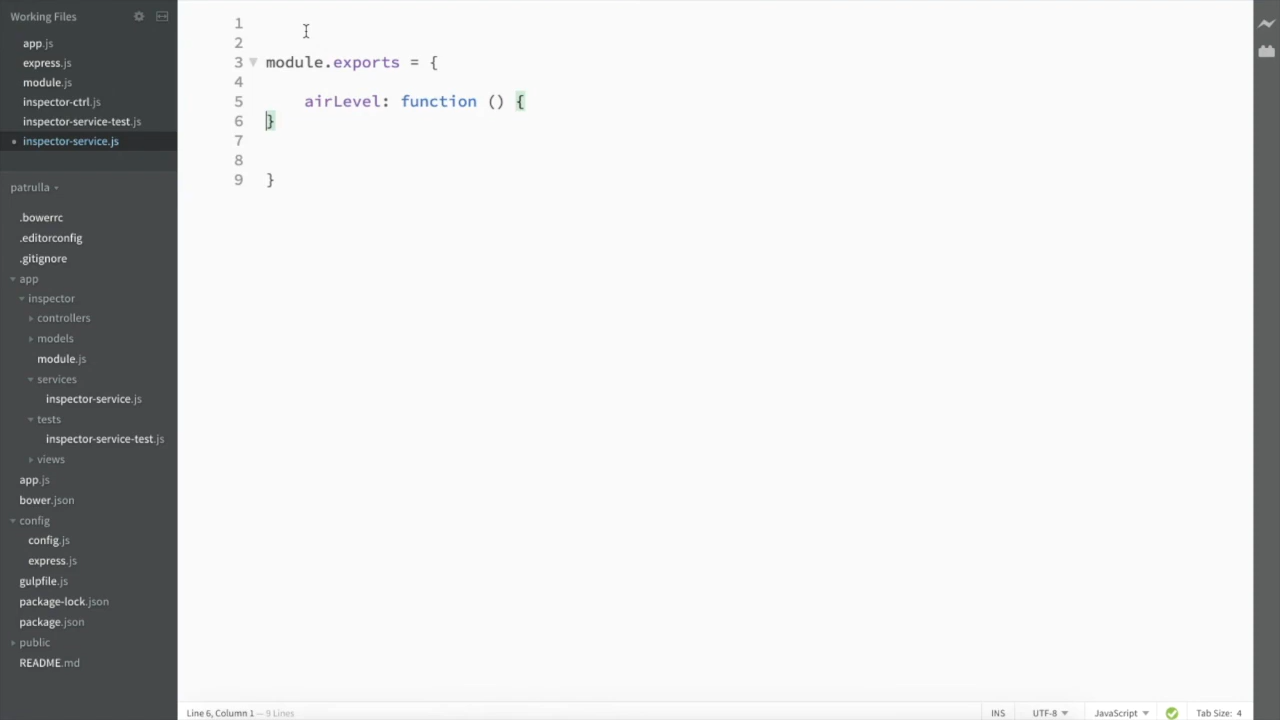 Working Files
app.js
express.js
module.js
inspector-ctrl.js
inspector-service-test.js
inspector-service.js
patrulla
.bowerrc
.editorconfig
.gitignore
app
inspector
controllers
models
module.js
services
inspector-service.js
tests
inspector-service-test.js
views
app.js
bower.json
config
config.js
express.js
gulpfile.js
package-lock.json
package.json
public
README.md
1
2
3 module.exports = {
4
5 airLevel: function () {
6 }
7
8
9 }
Line 6, Column 1 — 9 Lines
INS UTF-8 JavaScript Tab Size: 4